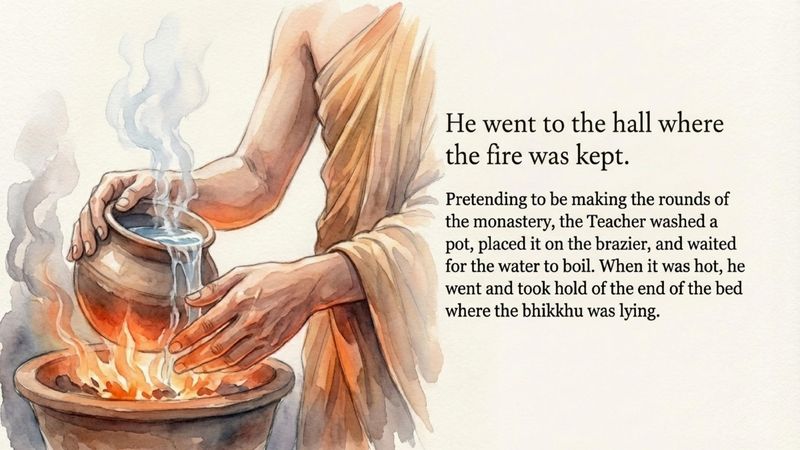 He went to the hall where
the fire was kept.
Pretending to be making the rounds of
the monastery, the Teacher washed a
pot, placed it on the brazier, and waited
for the water to boil. When it was hot, he
went and took hold of the end of the bed
where the bhikkhu was lying.